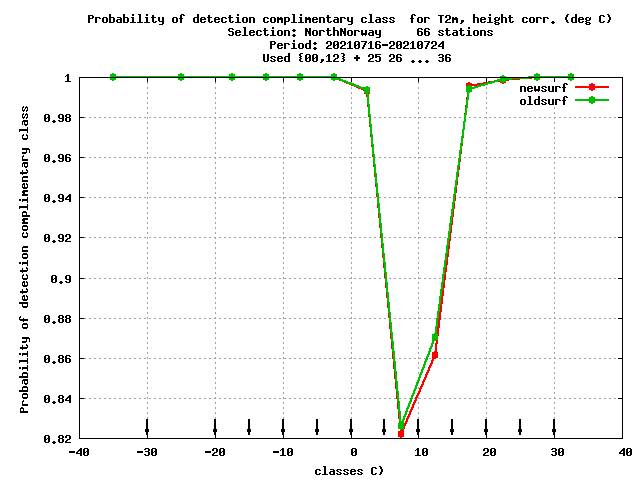 Probability of detection complimentary class  for T2m, height corr. (deg C)
Selection: NorthNorway     66 stations
Period: 20210716-20210724
Used {00,12} + 25 26 ... 36
newsurf
oldsurf
Probability of detection complimentary class
1
0.98
0.96
0.94
0.92
0.9
0.88
0.86
0.84
0.82
-40 -30 -20 -10 0 10 20 30 40
classes C)